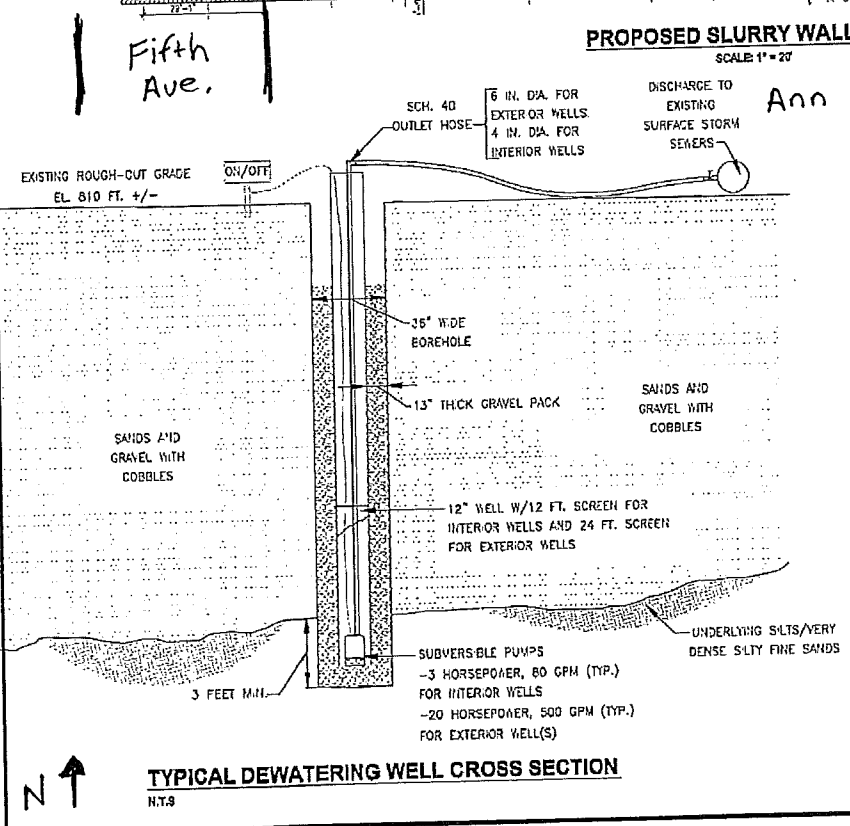 28'-1"
PROPOSED SLURRY WALL
SCALE: 1" = 20'
Fifth
Ave.
Ann
SCH. 40
OUTLET HOSE
6 IN. DIA. FOR
EXTERIOR WELLS.
4 IN. DIA. FOR
INTERIOR WELLS
DISCHARGE TO
EXISTING
SURFACE STORM
SEWERS
EXISTING ROUGH-CUT GRADE
EL. 810 FT. +/-
ON/OFF
36" WIDE
BOREHOLE
13" THICK GRAVEL PACK
SANDS AND
GRAVEL WITH
COBBLES
SANDS AND
GRAVEL WITH
COBBLES
12" WELL W/12 FT. SCREEN FOR
INTERIOR WELLS AND 24 FT. SCREEN
FOR EXTERIOR WELLS
UNDERLYING SILTS/VERY
DENSE SILTY FINE SANDS
3 FEET MIN.
SUBVERSIBLE PUMPS
-3 HORSEPOWER, 80 GPM (TYP.)
FOR INTERIOR WELLS
-20 HORSEPOWER, 500 GPM (TYP.)
FOR EXTERIOR WELL(S)
N
TYPICAL DEWATERING WELL CROSS SECTION
N.T.S